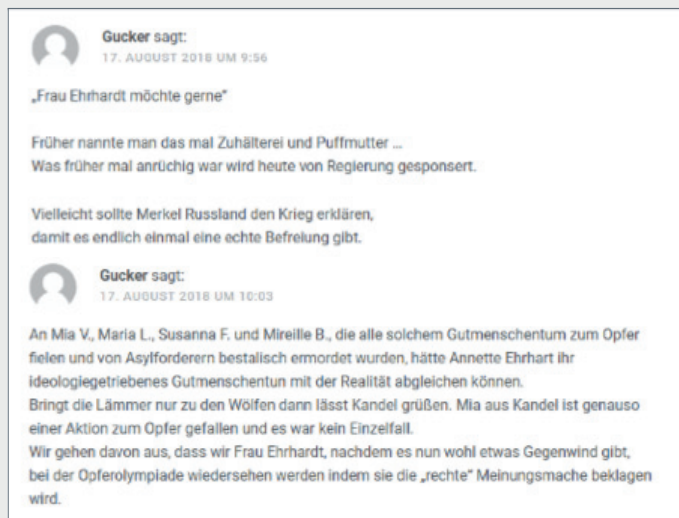 Gucker sagt:
17. AUGUST 2018 UM 9:56
„Frau Ehrhardt möchte gerne“
Früher nannte man das mal Zuhälterei und Puffmutter ...
Was früher mal anrüchig war wird heute von Regierung gesponsert.
Vielleicht sollte Merkel Russland den Krieg erklären,
damit es endlich einmal eine echte Befreiung gibt.
Gucker sagt:
17. AUGUST 2018 UM 10:03
An Mia V., Maria L., Susanna F. und Mireille B., die alle solchem Gutmenschentum zum Opfer
fielen und von Asylforderern bestalisch ermordet wurden, hätte Annette Ehrhart ihr
ideologiegetriebenes Gutmenschentun mit der Realität abgleichen können.
Bringt die Lämmer nur zu den Wölfen dann lässt Kandel grüßen. Mia aus Kandel ist genauso
einer Aktion zum Opfer gefallen und es war kein Einzelfall.
Wir gehen davon aus, dass wir Frau Ehrhardt, nachdem es nun wohl etwas Gegenwind gibt,
bei der Opferolympiade wiedersehen werden indem sie die „rechte“ Meinungsmache beklagen
wird.